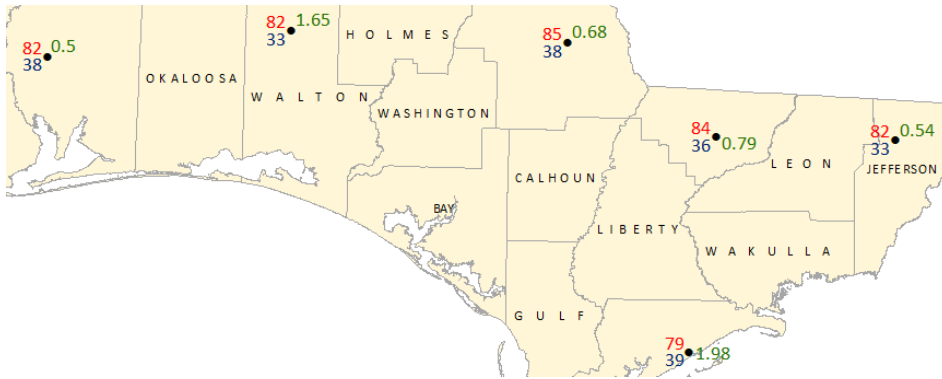 82 1.65
33
HOLMES
85 0.68
38
82 0.5
38
OKALOOSA
WALTON
WASHINGTON
84
36 0.79
82 0.54
33
LEON
JEFFERSON
CALHOUN
BAY
LIBERTY
WAKULLA
GULF
79
39 1.98